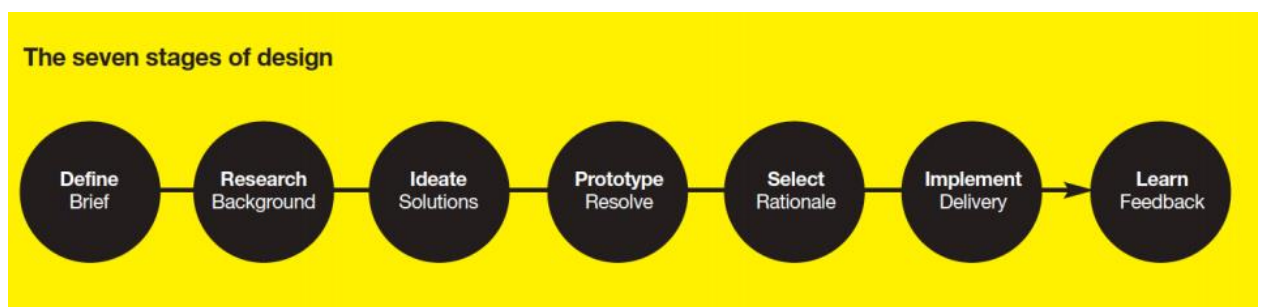 The seven stages of design
Define
Brief
Research
Background
Ideate
Solutions
Prototype
Resolve
Select
Rationale
Implement
Delivery
Learn
Feedback